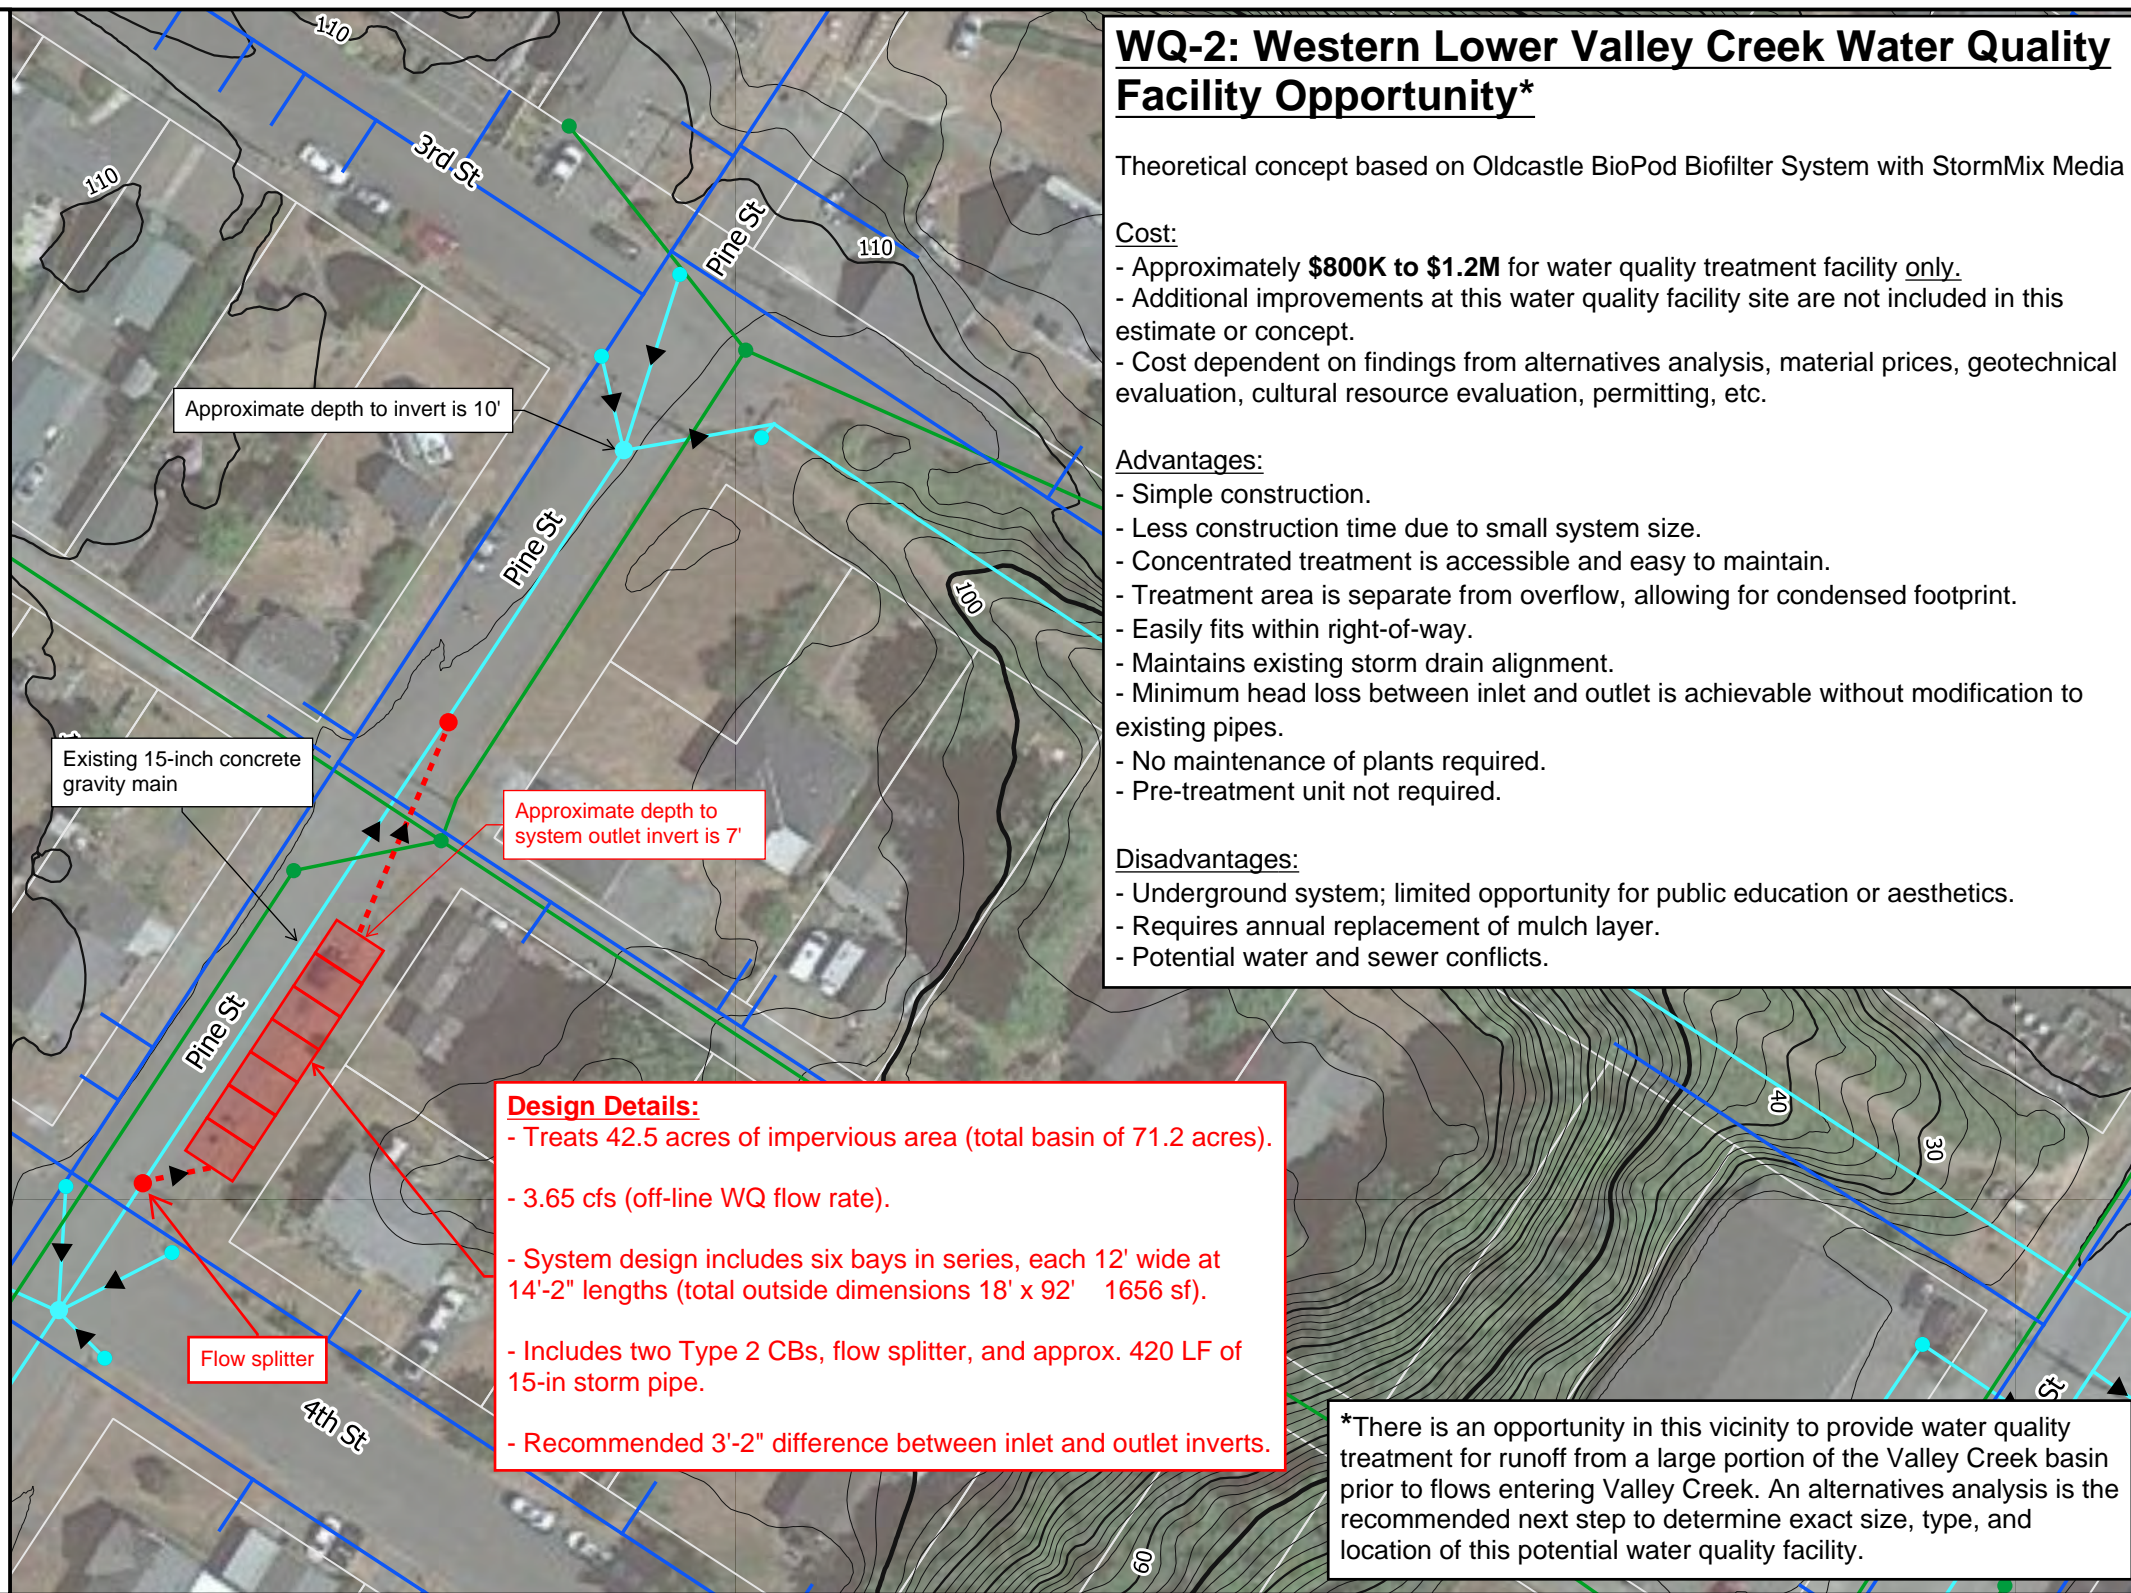 WQ-2: Western Lower Valley Creek Water Quality
Facility Opportunity*
Theoretical concept based on Oldcastle BioPod Biofilter System with StormMix Media
Cost:
- Approximately $800K to $1.2M for water quality treatment facility only.
- Additional improvements at this water quality facility site are not included in this
estimate or concept.
- Cost dependent on findings from alternatives analysis, material prices, geotechnical
evaluation, cultural resource evaluation, permitting, etc.
Advantages:
- Simple construction.
- Less construction time due to small system size.
- Concentrated treatment is accessible and easy to maintain.
- Treatment area is separate from overflow, allowing for condensed footprint.
- Easily fits within right-of-way.
- Maintains existing storm drain alignment.
- Minimum head loss between inlet and outlet is achievable without modification to
existing pipes.
- No maintenance of plants required.
- Pre-treatment unit not required.
Disadvantages:
- Underground system; limited opportunity for public education or aesthetics.
- Requires annual replacement of mulch layer.
- Potential water and sewer conflicts.
110
3rd St
110
Pine St
110
Approximate depth to invert is 10'
Pine St
100
Existing 15-inch concrete
gravity main
Approximate depth to
system outlet invert is 7'
Pine St
Design Details:
- Treats 42.5 acres of impervious area (total basin of 71.2 acres).
- 3.65 cfs (off-line WQ flow rate).
- System design includes six bays in series, each 12' wide at
14'-2" lengths (total outside dimensions 18' x 92'    1656 sf).
- Includes two Type 2 CBs, flow splitter, and approx. 420 LF of
15-in storm pipe.
- Recommended 3'-2" difference between inlet and outlet inverts.
40
30
Flow splitter
4th St
60
St
*There is an opportunity in this vicinity to provide water quality
treatment for runoff from a large portion of the Valley Creek basin
prior to flows entering Valley Creek. An alternatives analysis is the
recommended next step to determine exact size, type, and
location of this potential water quality facility.